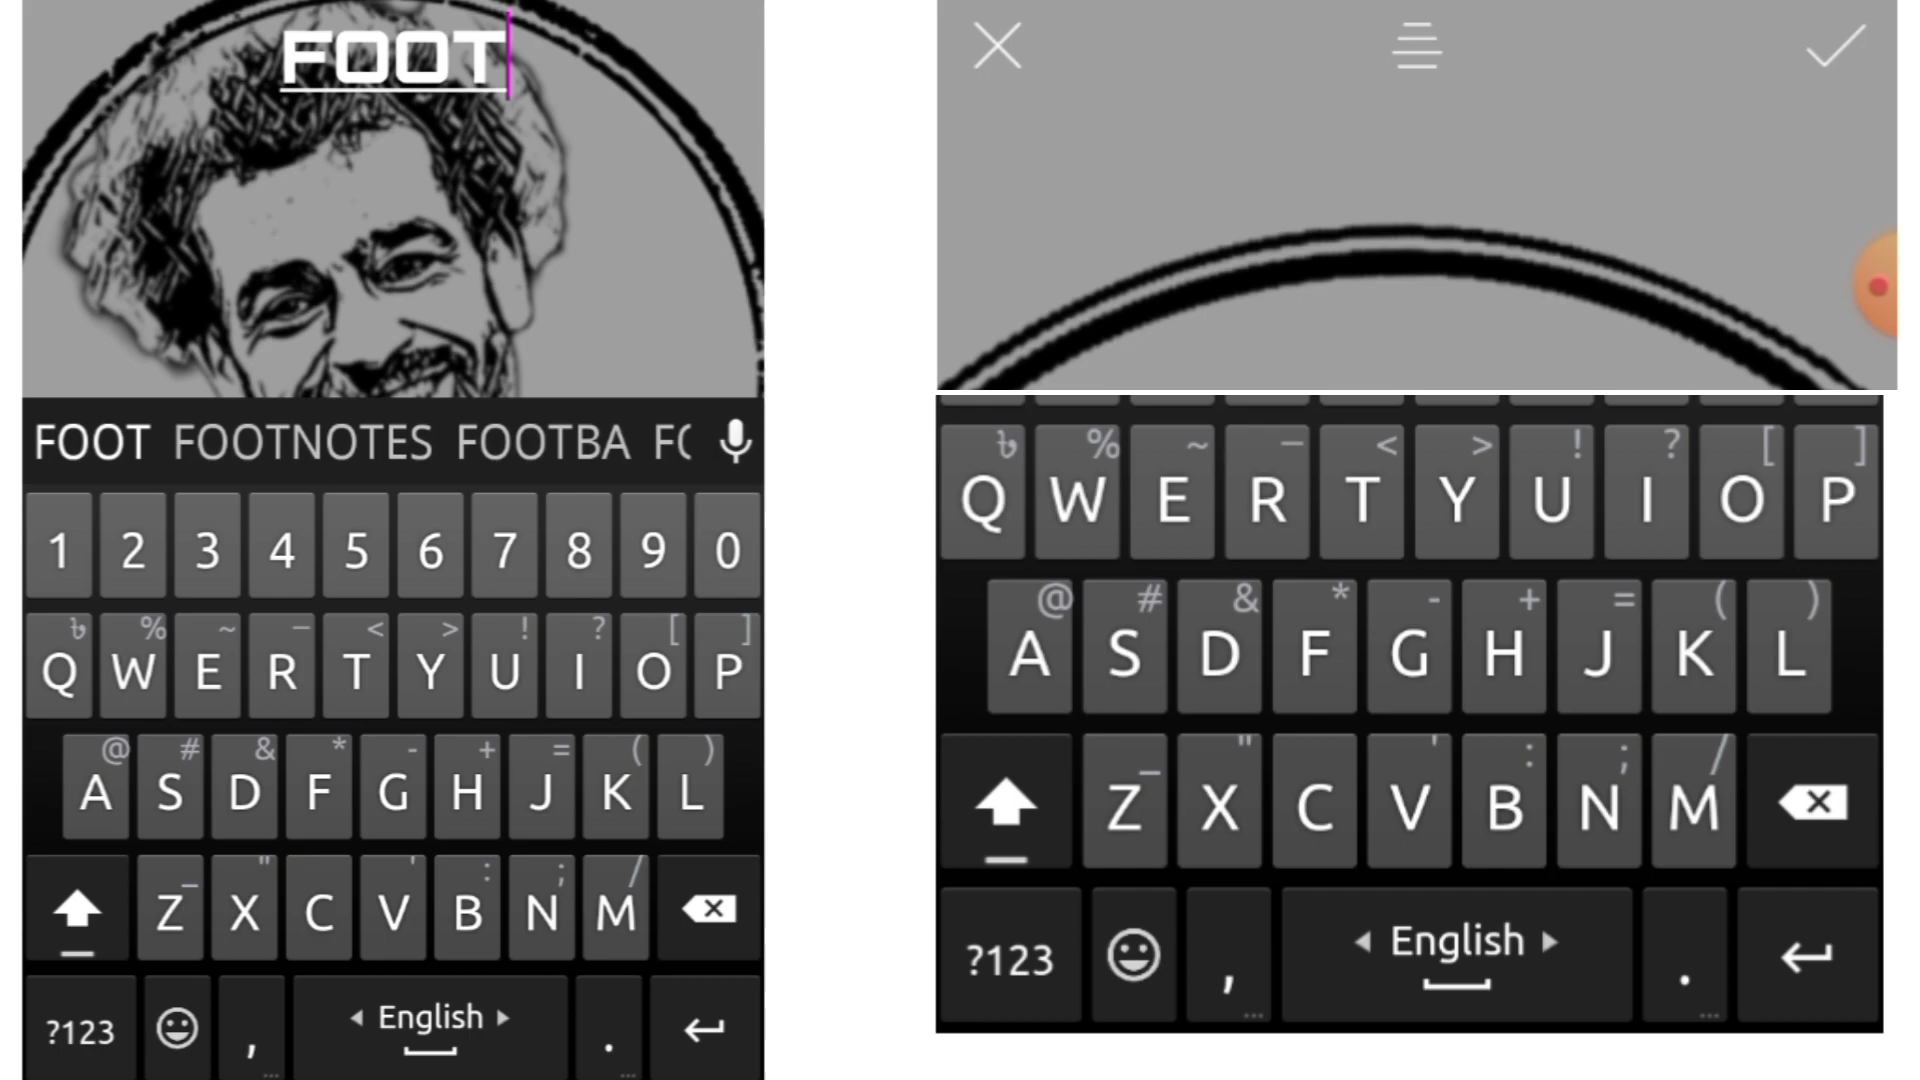 FOOT
FOOT FOOTNOTES FOOTBA
1 2 3 4 5 6 7 8 9 0
৳ % ~ – < > ! ? [ ]
Q W E R T Y U I O P
@ # & * - + = ( )
A S D F G H J K L
_ " ' : ; /
Z X C V B N M
?123 , English .
৳ % ~ – < > ! ? [ ]
Q W E R T Y U I O P
@ # & * - + = ( )
A S D F G H J K L
_ " ' : ; /
Z X C V B N M
?123 , English .